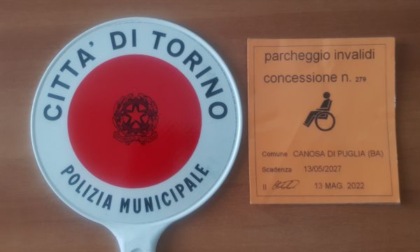 CITTA' DI TORINO
POLIZIA MUNICIPALE
parcheggio invalidi
concessione n. 279
Comune CANOSA DI PUGLIA (BA)
Scadenza 13/05/2027
13 MAG. 2022